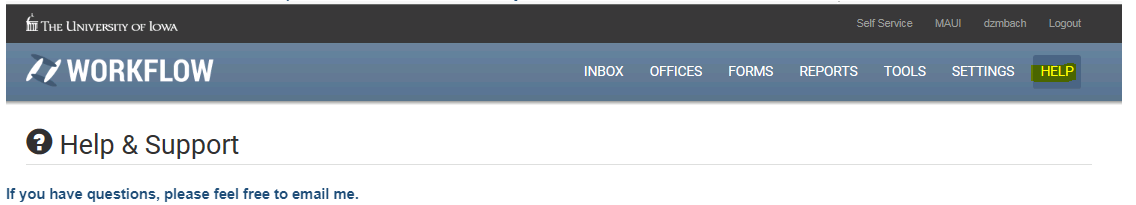 THE UNIVERSITY OF IOWA Self Service MAUI dzmbach Logout
WORKFLOW INBOX OFFICES FORMS REPORTS TOOLS SETTINGS HELP
? Help & Support
If you have questions, please feel free to email me.